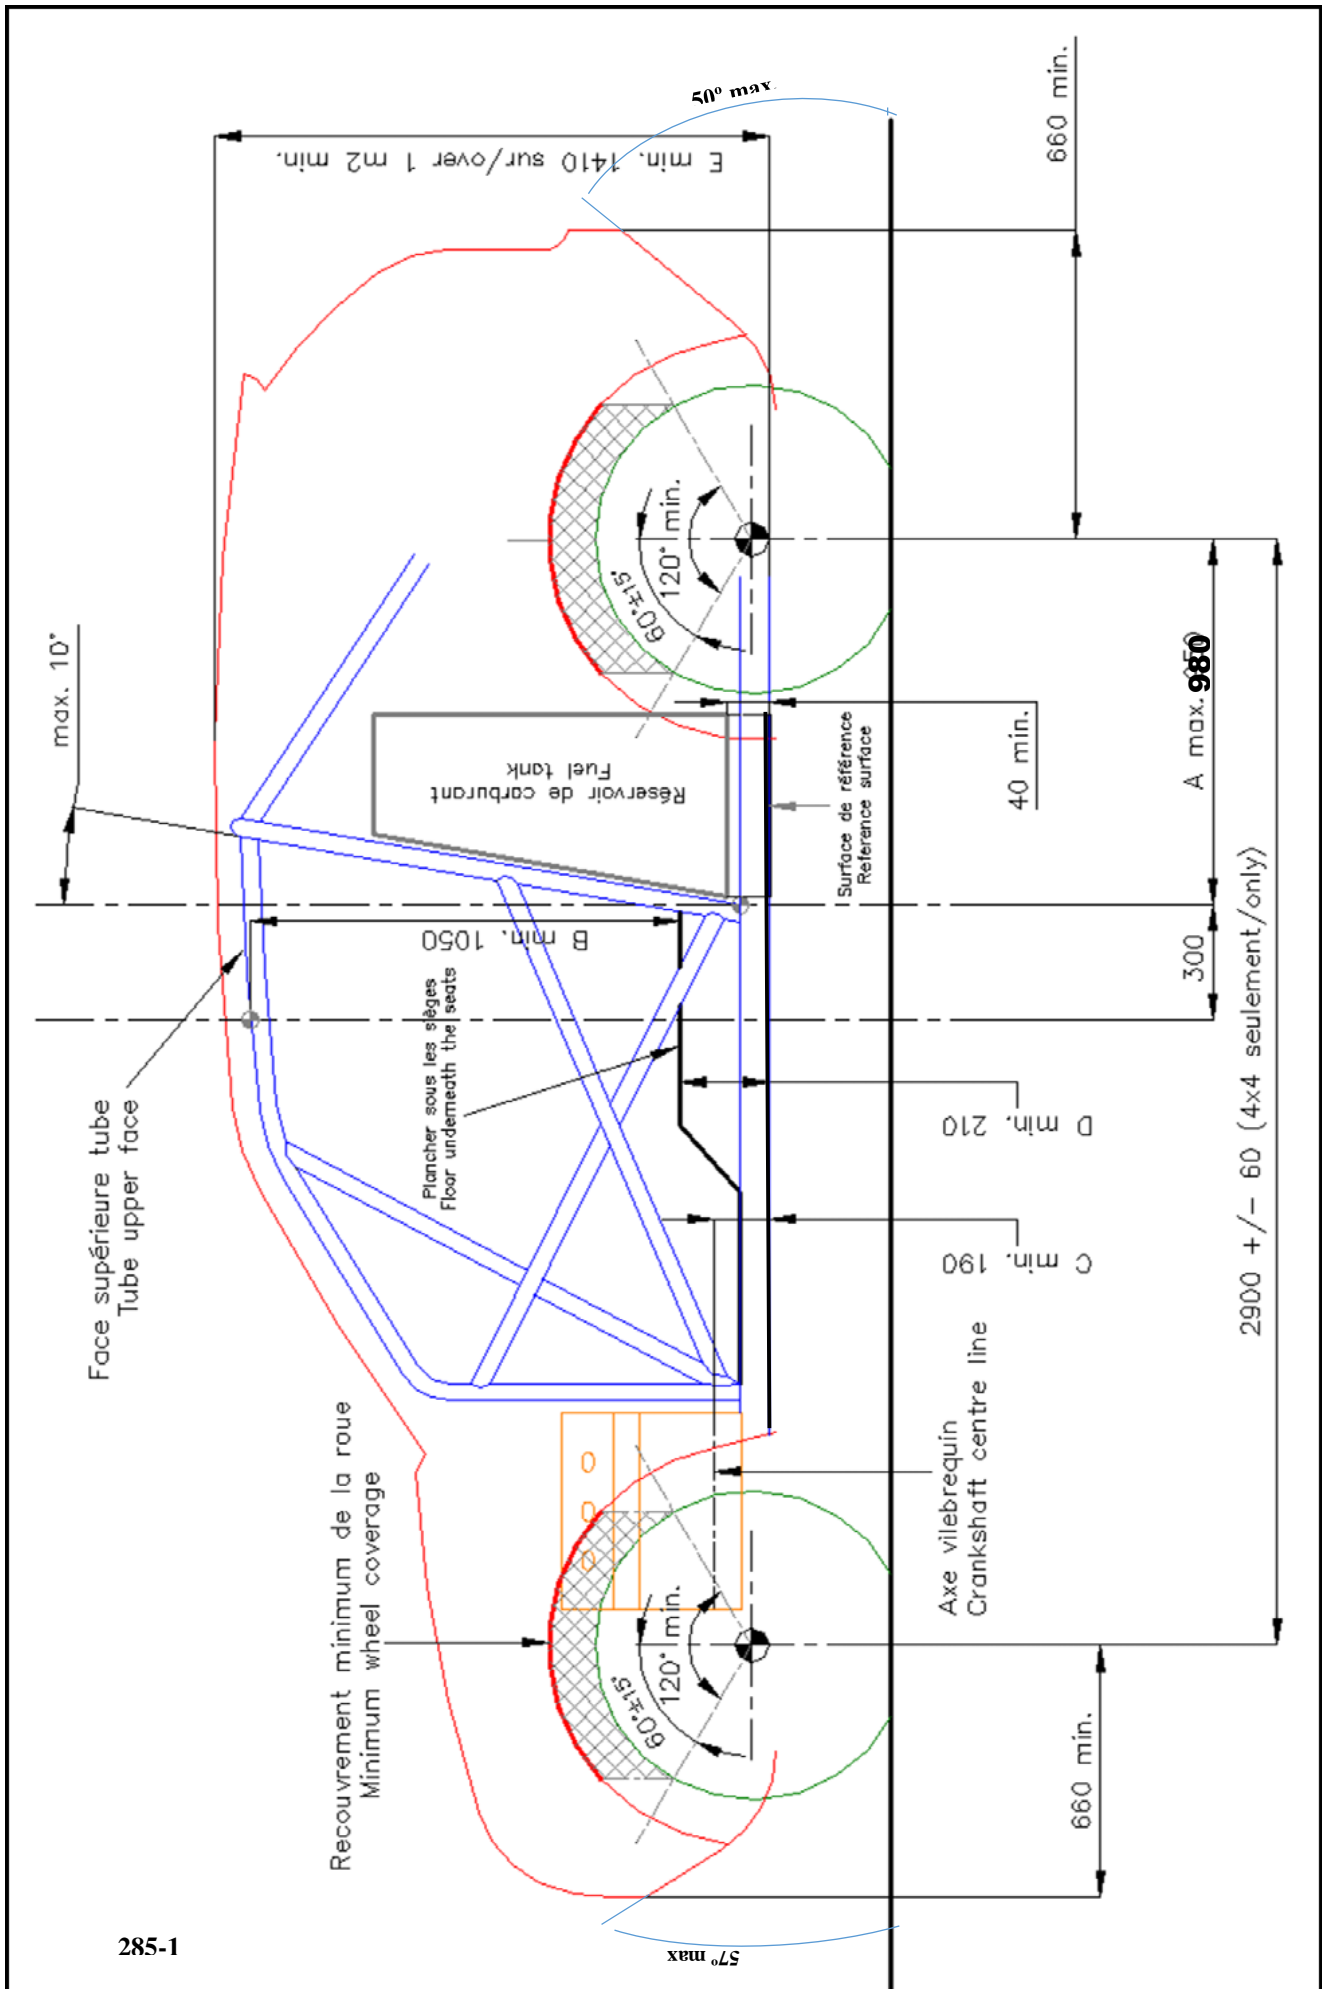 50° max.
660 min.
E min. 1410 sur/over 1 m2 min.
max. 10°
120° min.
60°±15°
Réservoir de carburant
Fuel tank
Surface de référence
Reference surface
40 min.
A max. 980
B min. 1050
300
2900 +/- 60 (4x4 seulement/only)
Plancher sous les sièges
Floor underneath the seats
Face supérieure tube
Tube upper face
D min. 210
C min. 190
Axe vilebrequin
Crankshaft centre line
Recouvrement minimum de la roue
Minimum wheel coverage
120° min.
60°±15°
660 min.
57° max
285-1